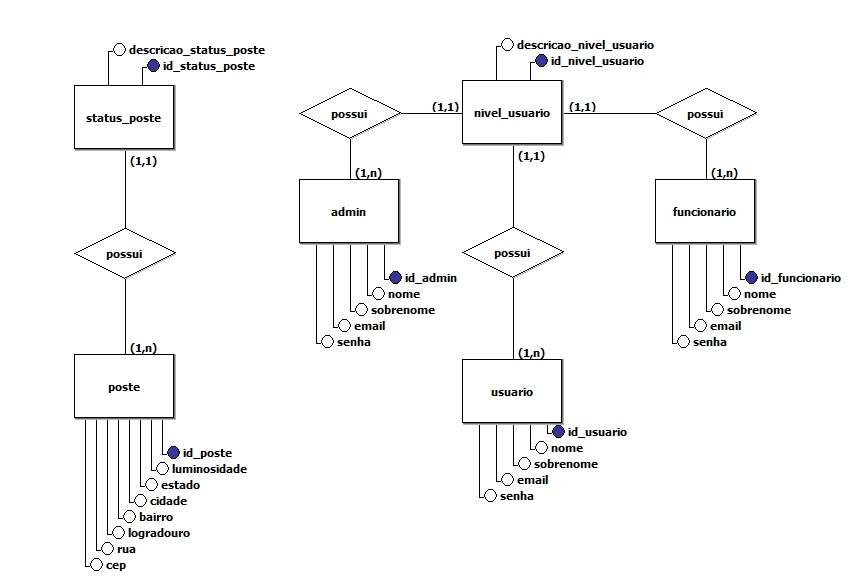 descricao_status_poste
id_status_poste
status_poste
(1,1)
possui
(1,n)
poste
id_poste
luminosidade
estado
cidade
bairro
logradouro
rua
cep
descricao_nivel_usuario
id_nivel_usuario
possui
(1,1)
nivel_usuario
(1,1)
possui
(1,1)
(1,n)
admin
id_admin
nome
sobrenome
email
senha
possui
(1,n)
usuario
id_usuario
nome
sobrenome
email
senha
(1,n)
funcionario
id_funcionario
nome
sobrenome
email
senha